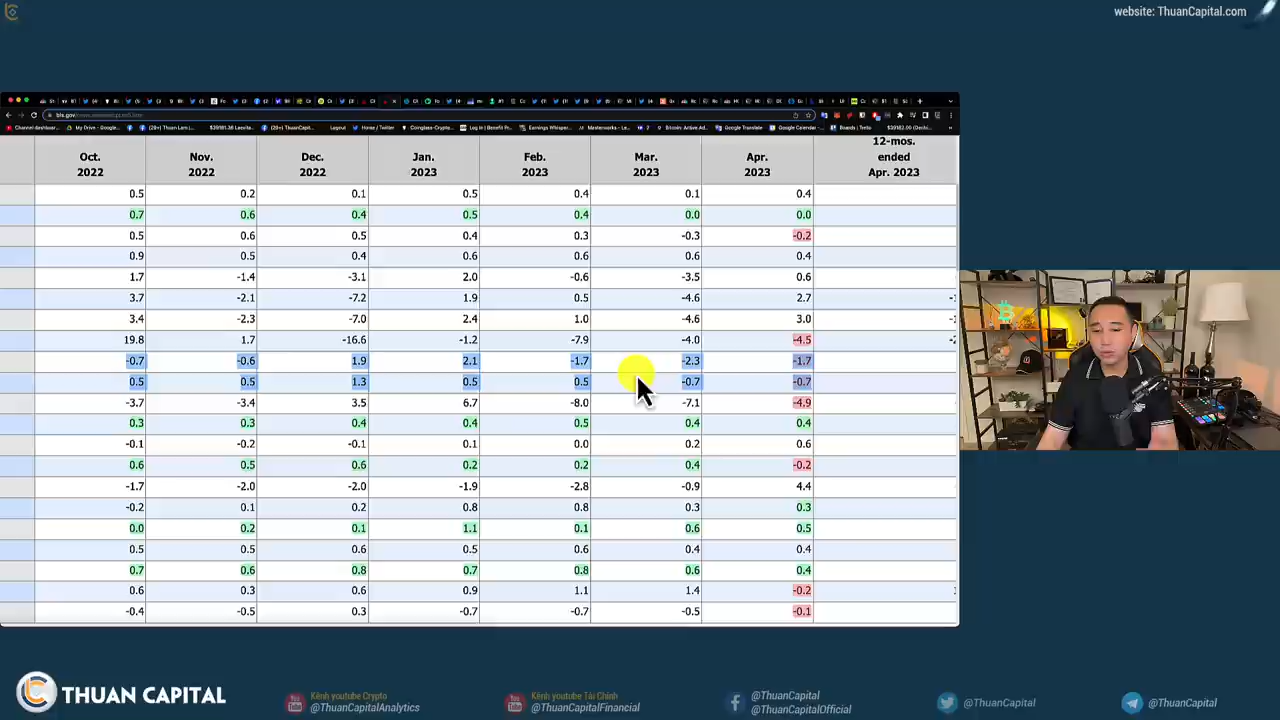 website: ThuanCapital.com
Oct. 2022 Nov. 2022 Dec. 2022 Jan. 2023 Feb. 2023 Mar. 2023 Apr. 2023 12-mos. ended Apr. 2023
0.5 0.2 0.1 0.5 0.4 0.1 0.4
0.7 0.6 0.4 0.5 0.4 0.0 0.0
0.5 0.6 0.5 0.4 0.3 -0.3 -0.2
0.9 0.5 0.4 0.6 0.6 0.6 0.4
1.7 -1.4 -3.1 2.0 -0.6 -3.5 0.6
3.7 -2.1 -7.2 1.9 0.5 -4.6 2.7
3.4 -2.3 -7.0 2.4 1.0 -4.6 3.0
19.8 1.7 -16.6 -1.2 -7.9 -4.0 -4.5
-0.7 -0.6 1.9 2.1 -1.7 -2.3 -1.7
0.5 0.5 1.3 0.5 0.5 -0.7 -0.7
-3.7 -3.4 3.5 6.7 -8.0 -7.1 -4.9
0.3 0.3 0.4 0.4 0.5 0.4 0.4
-0.1 -0.2 -0.1 0.1 0.0 0.2 0.6
0.6 0.5 0.6 0.2 0.2 0.4 -0.2
-1.7 -2.0 -2.0 -1.9 -2.8 -0.9 4.4
-0.2 0.1 0.2 0.8 0.8 0.3 0.3
0.0 0.2 0.1 1.1 0.1 0.6 0.5
0.5 0.5 0.6 0.5 0.6 0.4 0.4
0.7 0.6 0.8 0.7 0.8 0.6 0.4
0.6 0.3 0.6 0.9 1.1 1.4 -0.2
-0.4 -0.5 0.3 -0.7 -0.7 -0.5 -0.1
THUAN CAPITAL
Kênh youtube Crypto
@ThuanCapitalAnalytics
Kênh youtube Tài Chính
@ThuanCapitalFinancial
@ThuanCapital
@ThuanCapitalOfficial
@ThuanCapital
@ThuanCapital